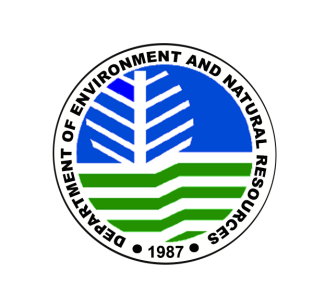 DEPARTMENT OF ENVIRONMENT AND NATURAL RESOURCES
• 1987 •